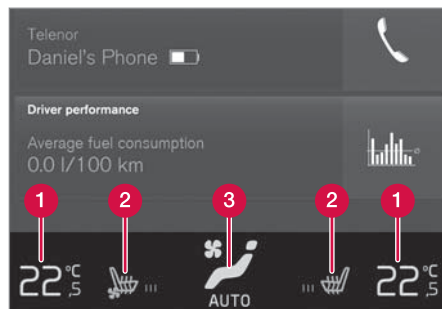 Telenor
Daniel's Phone
Driver performance
Average fuel consumption
0.0 l/100 km
1 2 3 2 1
22°C,5 22°C,5
AUTO